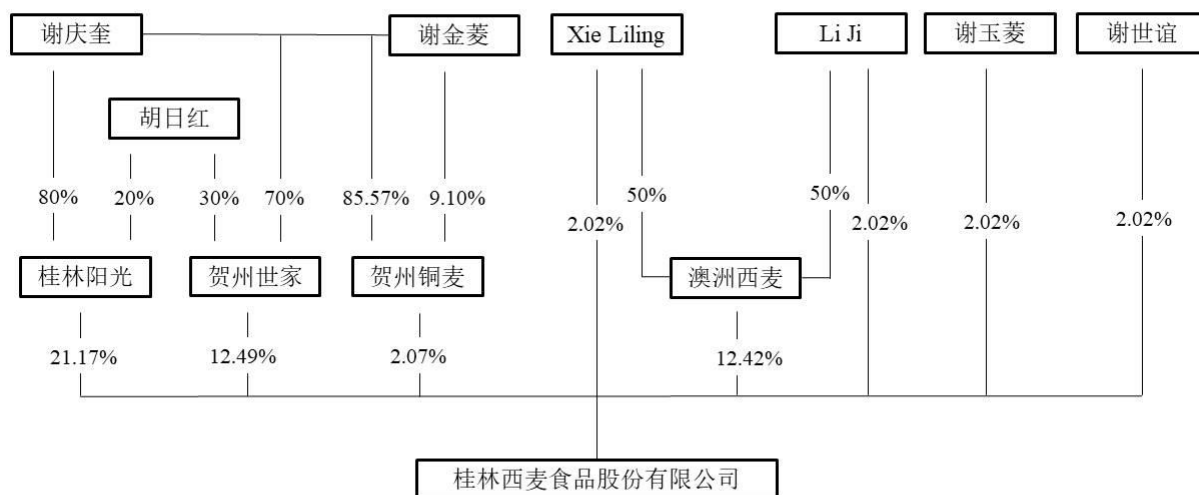 谢庆奎
谢金菱
Xie Liling
Li Ji
谢玉菱
谢世谊
胡日红
80%
20%
30%
70%
85.57%
9.10%
2.02%
50%
50%
2.02%
2.02%
2.02%
桂林阳光
贺州世家
贺州铜麦
澳洲西麦
21.17%
12.49%
2.07%
12.42%
桂林西麦食品股份有限公司